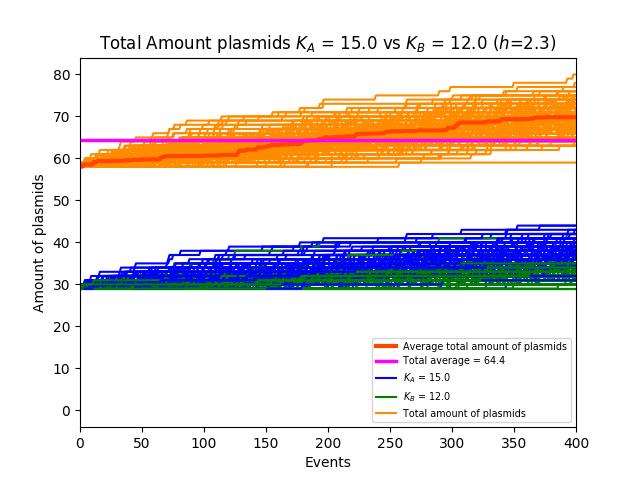 Total Amount plasmids K_A = 15.0 vs K_B = 12.0 (h=2.3)
80
70
60
50
40
30
20
10
0
Amount of plasmids
Average total amount of plasmids
Total average = 64.4
K_A = 15.0
K_B = 12.0
Total amount of plasmids
0 50 100 150 200 250 300 350 400
Events